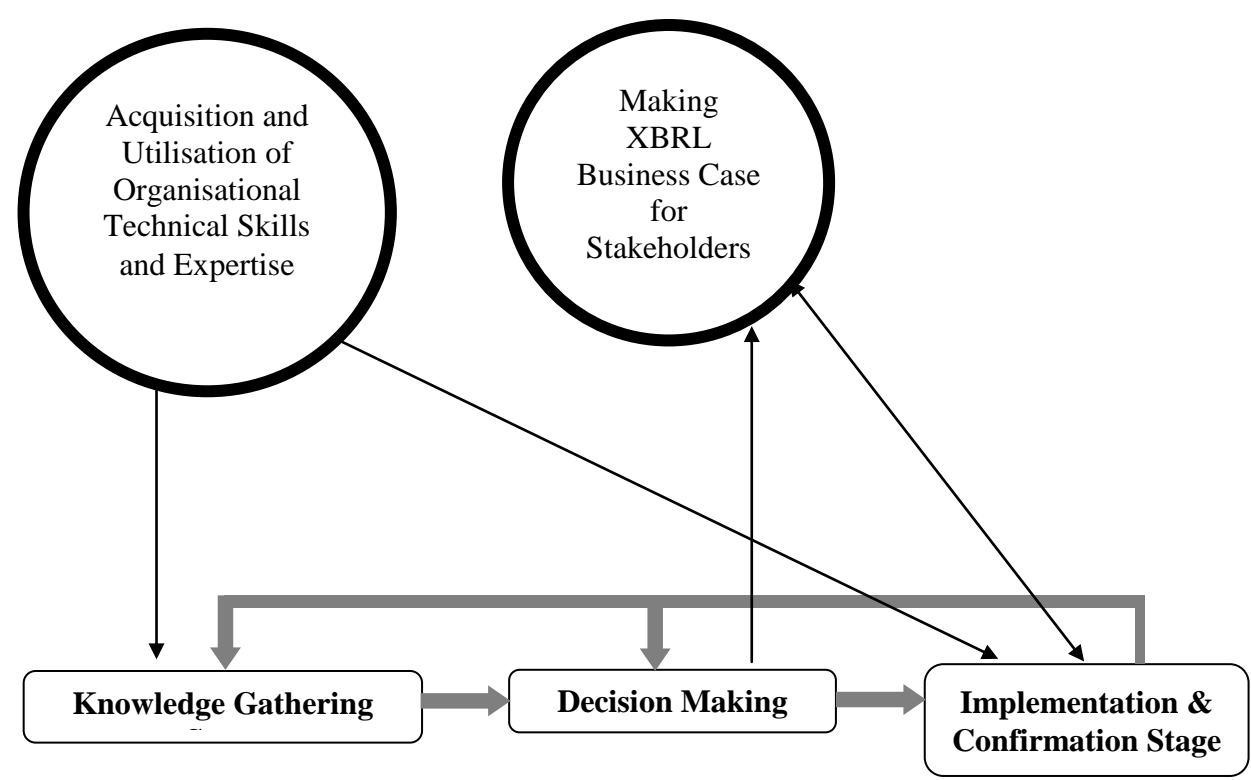 Acquisition and
Utilisation of
Organisational
Technical Skills
and Expertise
Making
XBRL
Business Case
for
Stakeholders
Knowledge Gathering
Decision Making
Implementation &
Confirmation Stage